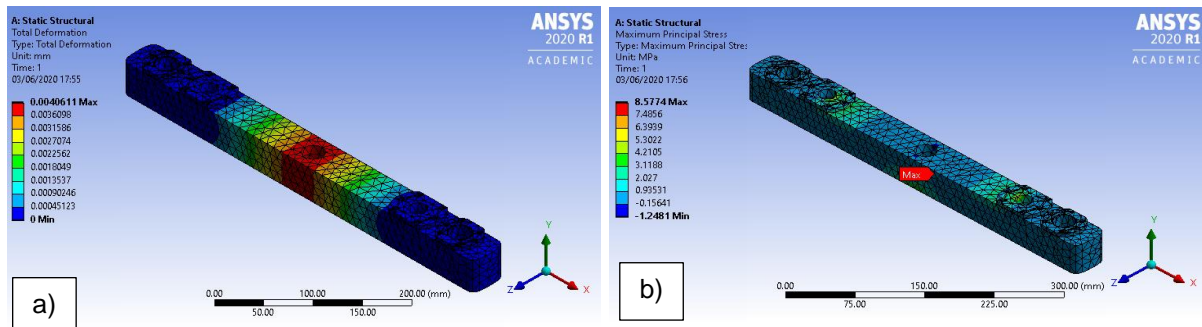 A: Static Structural
Total Deformation
Type: Total Deformation
Unit: mm
Time: 1
03/06/2020 17:55
0.0040611 Max
0.0036098
0.0031586
0.0027074
0.0022562
0.0018049
0.0013537
0.00090246
0.00045123
0 Min
ANSYS
2020 R1
ACADEMIC
Y
Z
X
0.00
100.00
200.00 (mm)
50.00
150.00
a)
A: Static Structural
Maximum Principal Stress
Type: Maximum Principal Stres
Unit: MPa
Time: 1
03/06/2020 17:56
8.5774 Max
7.4856
6.3939
5.3022
4.2105
3.1188
2.027
0.93531
-0.15641
-1.2481 Min
Max
ANSYS
2020 R1
ACADEMIC
Y
Z
X
0.00
150.00
300.00 (mm)
75.00
225.00
b)